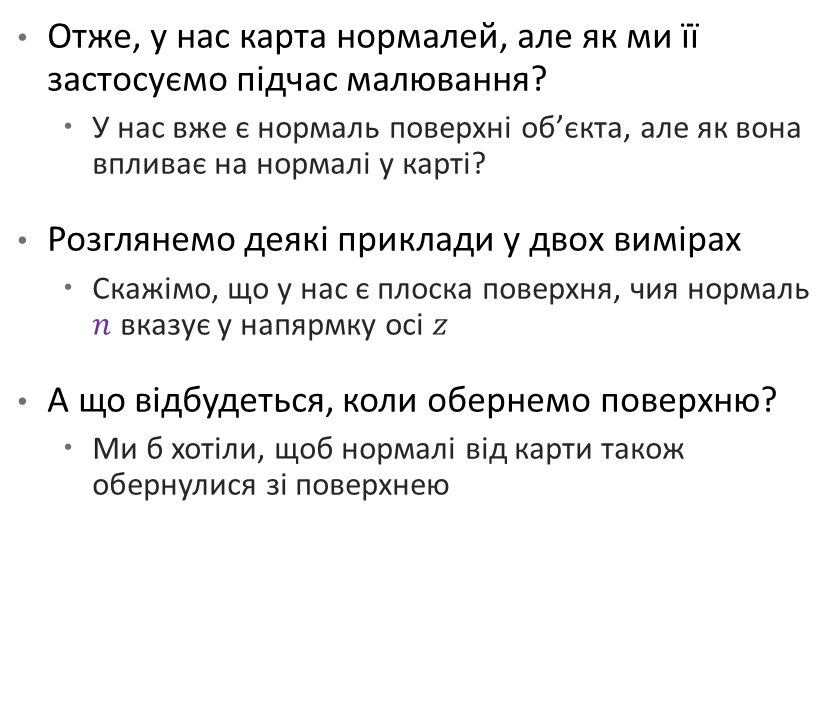 • Отже, у нас карта нормалей, але як ми її
застосуємо підчас малювання?
• У нас вже є нормаль поверхні об’єкта, але як вона
впливає на нормалі у карті?
• Розглянемо деякі приклади у двох вимірах
• Скажімо, що у нас є плоска поверхня, чия нормаль
n вказує у напярмку осі z
• А що відбудеться, коли обернемо поверхню?
• Ми б хотіли, щоб нормалі від карти також
обернулися зі поверхнею